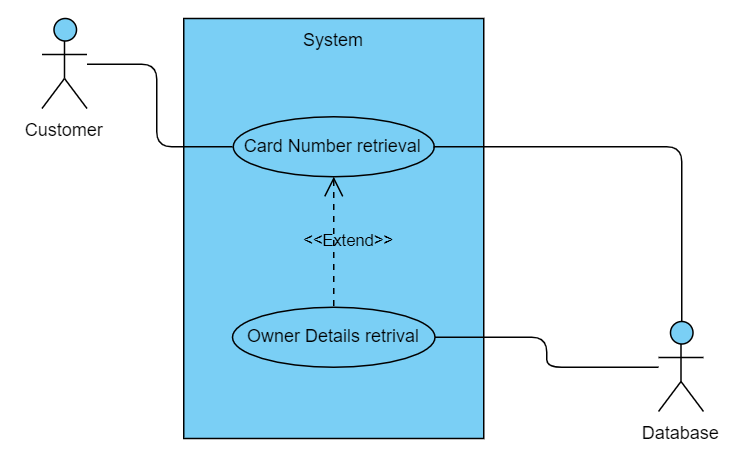 System
Customer
Card Number retrieval
<<Extend>>
Owner Details retrival
Database